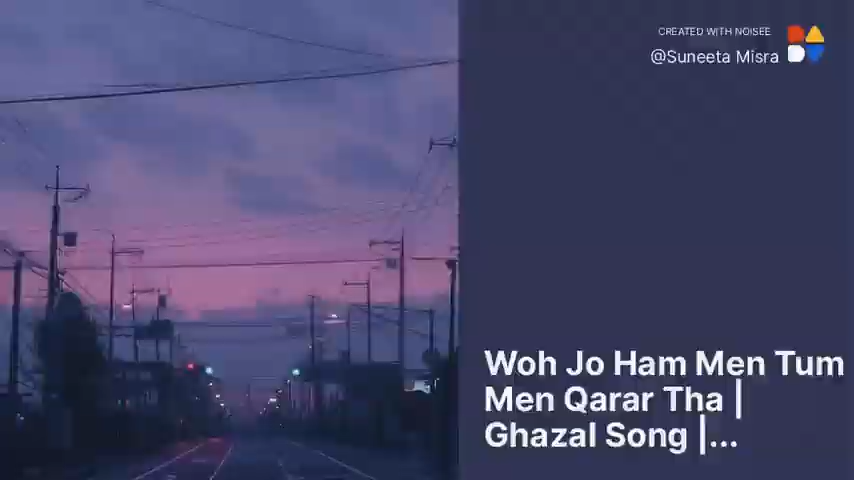 CREATED WITH NOISEE
@Suneeta Misra
Woh Jo Ham Men Tum
Men Qarar Tha |
Ghazal Song |...